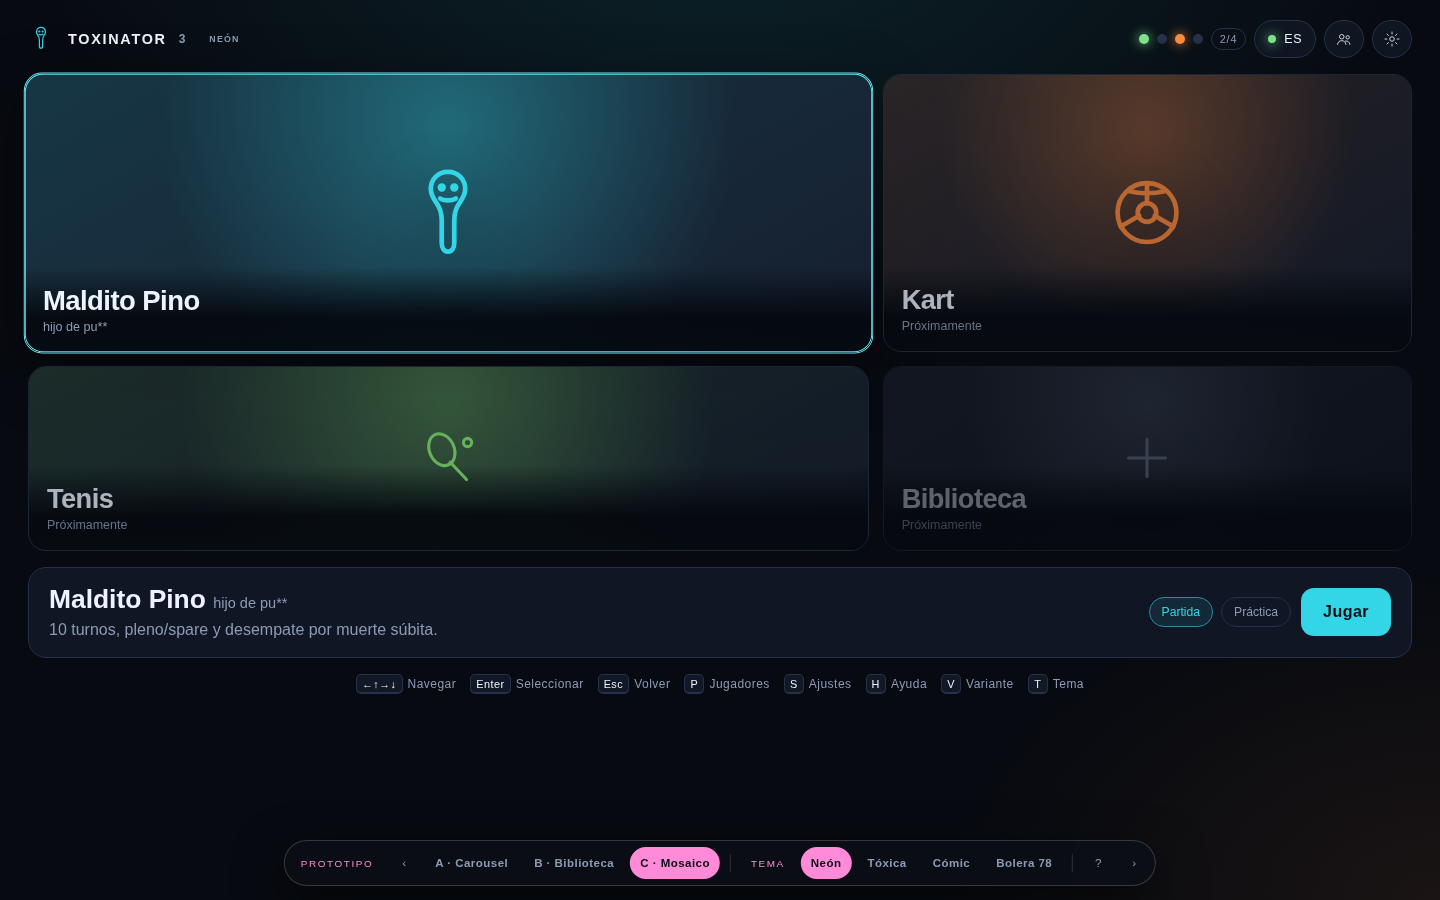 TOXINATOR 3 NEÓN
2/4 ES
Maldito Pino
hijo de pu**
Kart
Próximamente
Tenis
Próximamente
Biblioteca
Próximamente
Maldito Pino hijo de pu**
10 turnos, pleno/spare y desempate por muerte súbita.
Partida Práctica Jugar
←↑→↓ Navegar Enter Seleccionar Esc Volver P Jugadores S Ajustes H Ayuda V Variante T Tema
PROTOTIPO ‹ A · Carousel B · Biblioteca C · Mosaico TEMA Neón Tóxica Cómic Bolera 78 ? ›